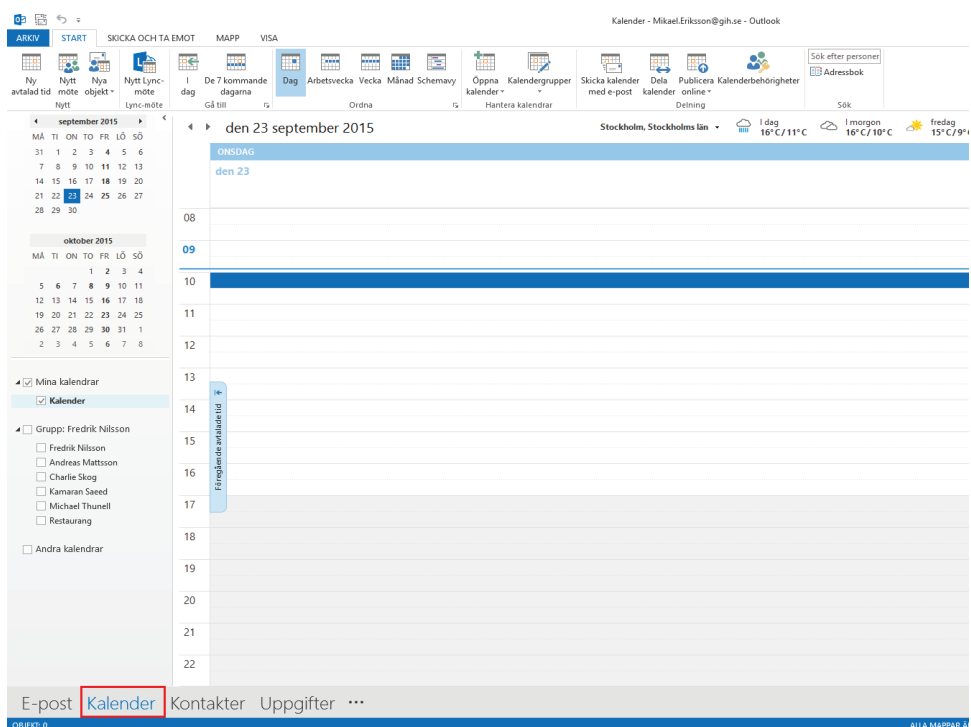 Kalender - Mikael.Eriksson@gih.se - Outlook
ARKIV START SKICKA OCH TA EMOT MAPP VISA
Ny avtalad tid
Nytt möte
Nya objekt
Nytt Lync-möte
I dag
De 7 kommande dagarna
Dag
Arbetsvecka
Vecka
Månad
Schemavy
Öppna kalender
Kalendergrupper
Skicka kalender med e-post
Dela kalender
Publicera online
Kalenderbehörigheter
Sök efter personer
Adressbok
Nytt Lync-möte Gå till Ordna Hantera kalendrar Delning Sök
september 2015
MÅ TI ON TO FR LÖ SÖ
31 1 2 3 4 5 6
7 8 9 10 11 12 13
14 15 16 17 18 19 20
21 22 23 24 25 26 27
28 29 30
oktober 2015
MÅ TI ON TO FR LÖ SÖ
1 2 3 4
5 6 7 8 9 10 11
12 13 14 15 16 17 18
19 20 21 22 23 24 25
26 27 28 29 30 31 1
2 3 4 5 6 7 8
Mina kalendrar
Kalender
Grupp: Fredrik Nilsson
Fredrik Nilsson
Andreas Mattsson
Charlie Skog
Kamaran Saeed
Michael Thunell
Restaurang
Andra kalendrar
den 23 september 2015
Stockholm, Stockholms län
I dag
16°C/11°C
I morgon
16°C/10°C
fredag
15°C/9°
ONSDAG
den 23
08
09
10
11
12
13
14
15
16
17
18
19
20
21
22
Föregående avtalade tid
E-post Kalender Kontakter Uppgifter ···
OBJEKT: 0
ALLA MAPPAR Ä